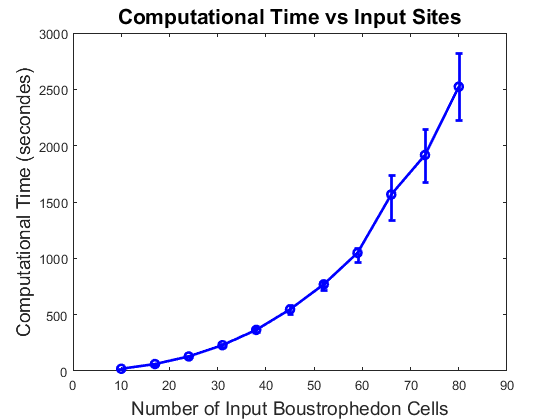 Computational Time vs Input Sites
3000
2500
2000
1500
1000
500
0
Computational Time (secondes)
0 10 20 30 40 50 60 70 80 90
Number of Input Boustrophedon Cells